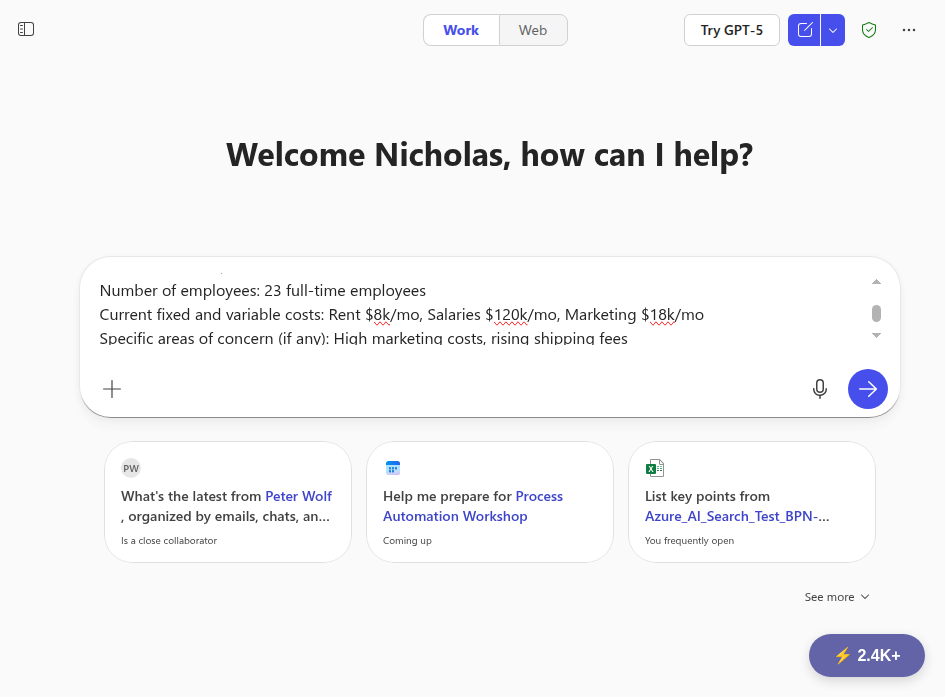 Work
Web
Try GPT-5
Welcome Nicholas, how can I help?
Number of employees: 23 full-time employees
Current fixed and variable costs: Rent $8k/mo, Salaries $120k/mo, Marketing $18k/mo
Specific areas of concern (if any): High marketing costs, rising shipping fees
PW
What's the latest from Peter Wolf
, organized by emails, chats, an...
Is a close collaborator
Help me prepare for Process
Automation Workshop
Coming up
List key points from
Azure_AI_Search_Test_BPN-...
You frequently open
See more
⚡ 2.4K+